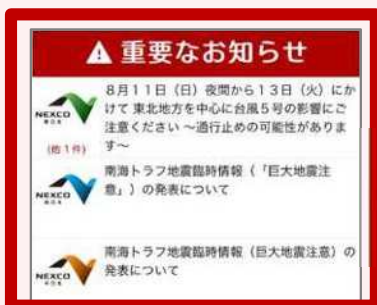 重要なお知らせ
8月11日（日）夜間から13日（火）にか
けて 東北地方を中心に台風5号の影響にご
注意ください ～通行止めの可能性がありま
す～
NEXCO
(他1件)
南海トラフ地震臨時情報（「巨大地震注
意」）の発表について
NEXCO
南海トラフ地震臨時情報（巨大地震注意）の
発表について
NEXCO